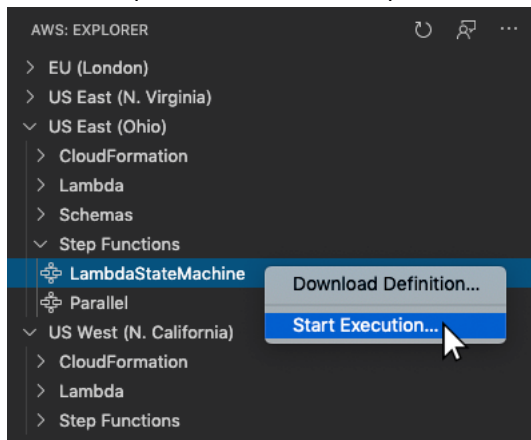 AWS: EXPLORER
EU (London)
US East (N. Virginia)
US East (Ohio)
CloudFormation
Lambda
Schemas
Step Functions
LambdaStateMachine
Download Definition...
Parallel
Start Execution...
US West (N. California)
CloudFormation
Lambda
Step Functions